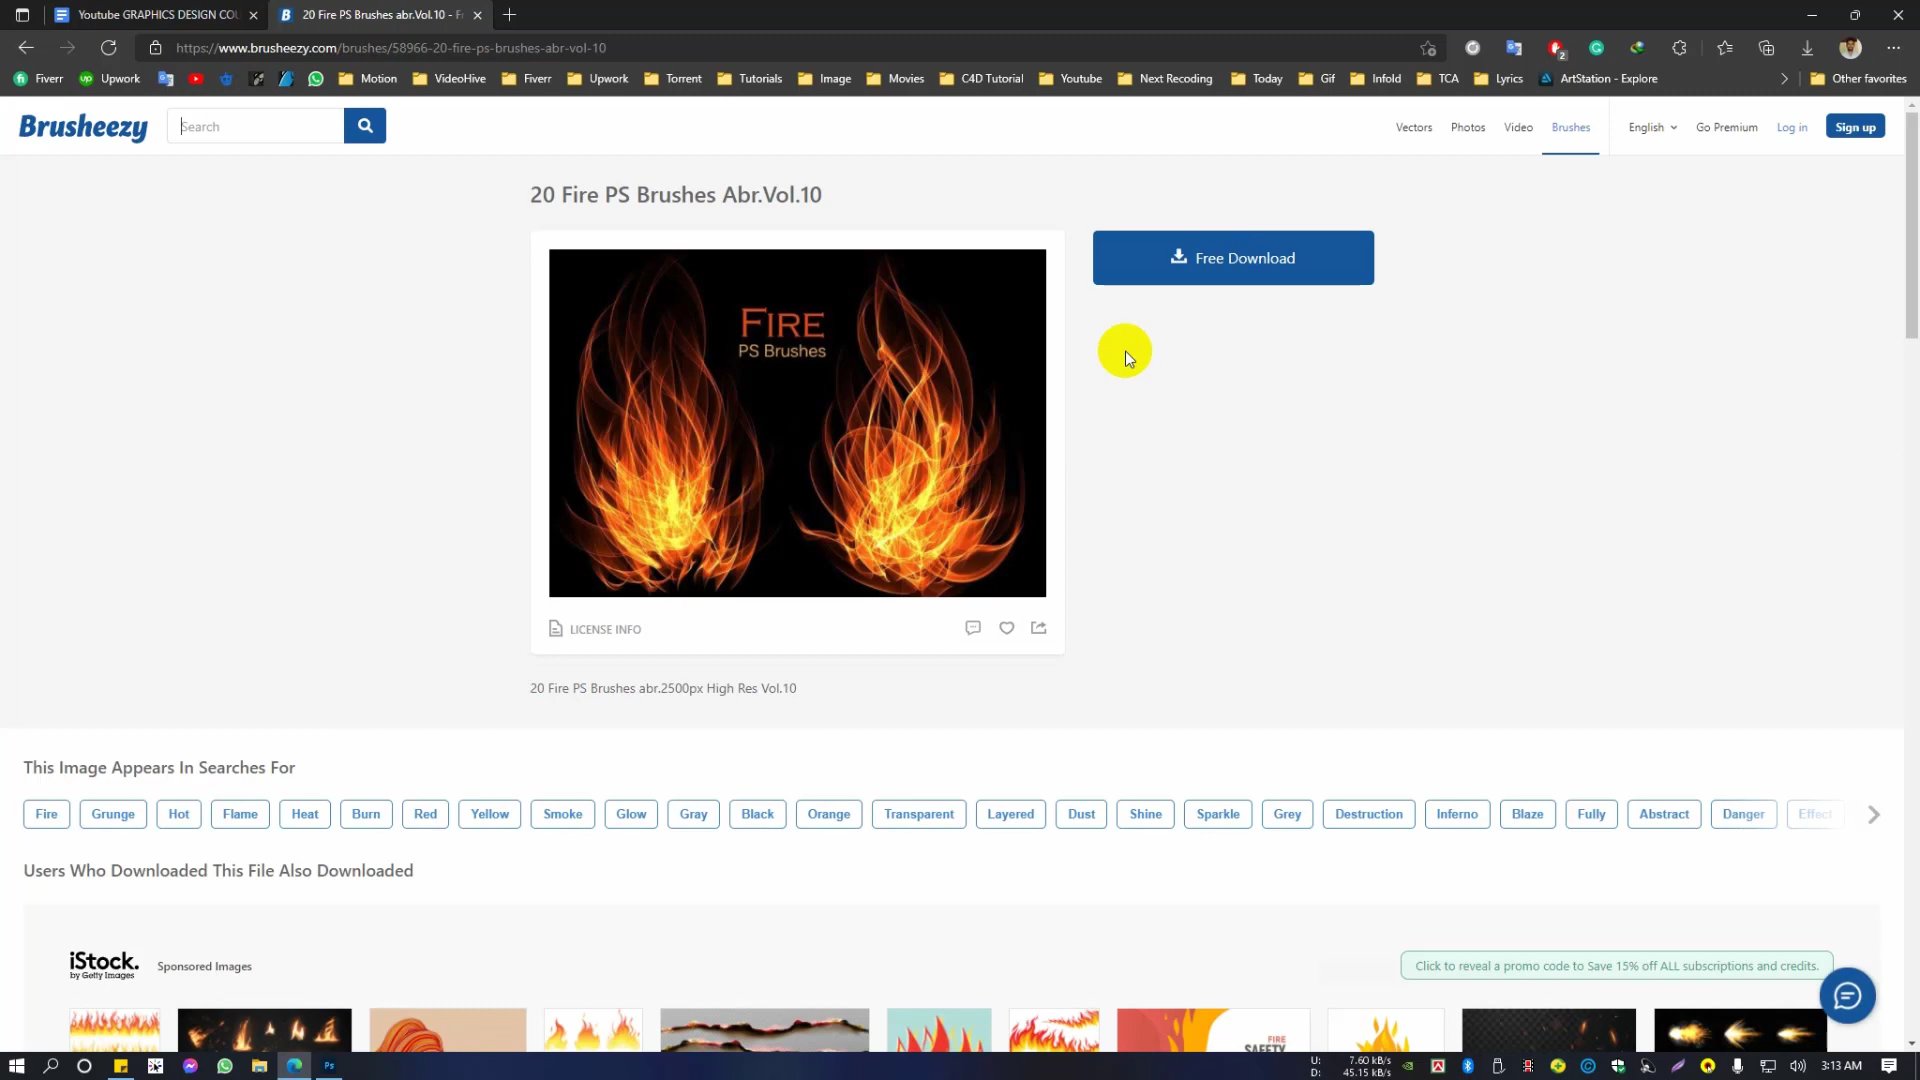 Youtube GRAPHICS DESIGN COU
20 Fire PS Brushes abr.Vol.10 - F
https://www.brusheezy.com/brushes/58966-20-fire-ps-brushes-abr-vol-10
2
Fiverr
Upwork
Motion
VideoHive
Fiverr
Upwork
Torrent
Tutorials
Image
Movies
C4D Tutorial
Youtube
Next Recoding
Today
Gif
Infold
TCA
Lyrics
ArtStation - Explore
Other favorites
Brusheezy
Search
Vectors
Photos
Video
Brushes
English
Go Premium
Log in
Sign up
20 Fire PS Brushes Abr.Vol.10
FIRE
PS Brushes
Free Download
LICENSE INFO
20 Fire PS Brushes abr.2500px High Res Vol.10
This Image Appears In Searches For
Fire
Grunge
Hot
Flame
Heat
Burn
Red
Yellow
Smoke
Glow
Gray
Black
Orange
Transparent
Layered
Dust
Shine
Sparkle
Grey
Destruction
Inferno
Blaze
Fully
Abstract
Danger
Effect
Users Who Downloaded This File Also Downloaded
iStock.
by Getty Images
Sponsored Images
Click to reveal a promo code to Save 15% off ALL subscriptions and credits.
FIRE
SAFETY
Ps
U: 7.60 kB/s
D: 45.15 kB/s
3:13 AM